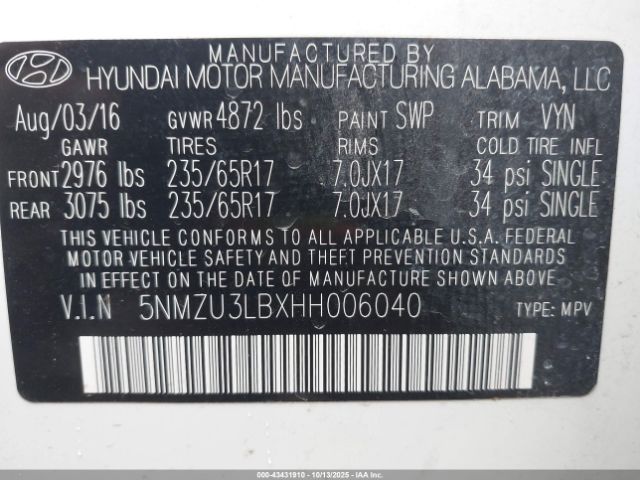 MANUFACTURED BY
HYUNDAI MOTOR MANUFACTURING ALABAMA, LLC
Aug/03/16 GVWR 4872 lbs PAINT SWP TRIM VYN
GAWR TIRES RIMS COLD TIRE INFL
FRONT 2976 lbs 235/65R17 7.0JX17 34 psi SINGLE
REAR 3075 lbs 235/65R17 7.0JX17 34 psi SINGLE
THIS VEHICLE CONFORMS TO ALL APPLICABLE U.S.A. FEDERAL
MOTOR VEHICLE SAFETY AND THEFT PREVENTION
STANDARDS IN EFFECT ON THE DATE OF MANUFACTURE SHOWN ABOVE.
V.I.N 5NMZU3LBXHH006040 TYPE: MPV
000-43431910 - 10/13/2025 - COPYRIGHT IAA, LLC.